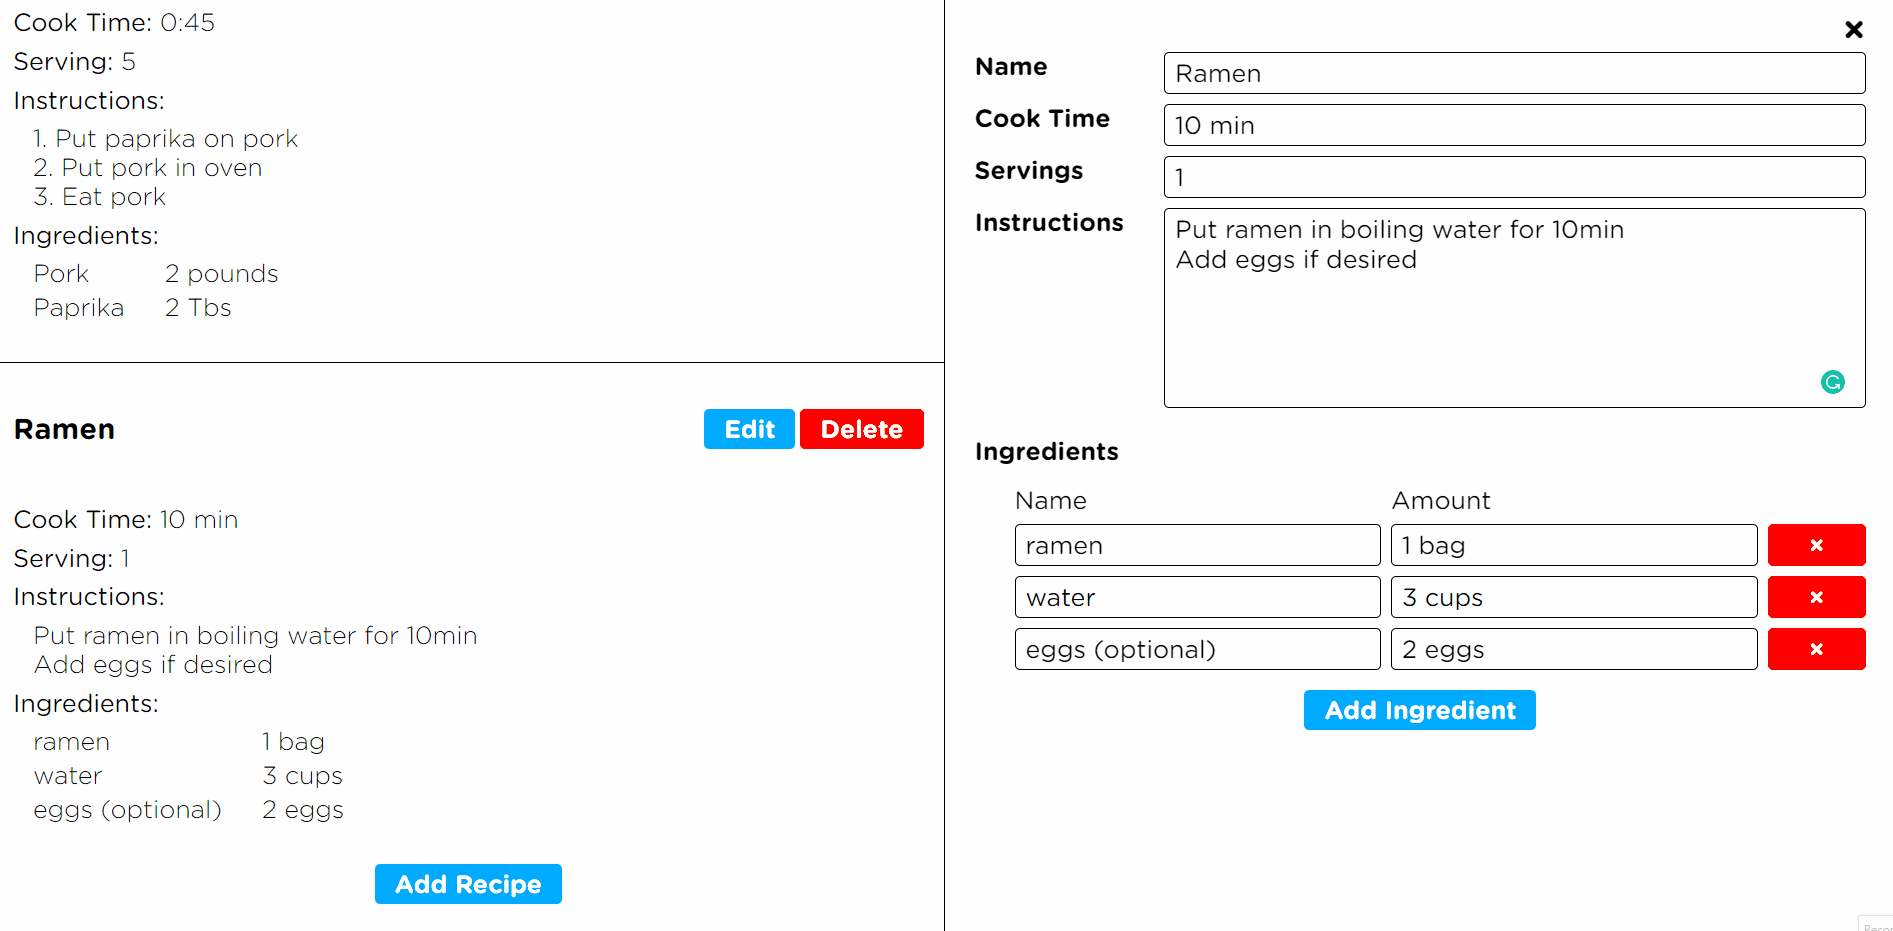 Cook Time: 0:45
Serving: 5
Instructions:
1. Put paprika on pork
2. Put pork in oven
3. Eat pork
Ingredients:
Pork 2 pounds
Paprika 2 Tbs
Ramen
Edit Delete
Cook Time: 10 min
Serving: 1
Instructions:
Put ramen in boiling water for 10min
Add eggs if desired
Ingredients:
ramen 1 bag
water 3 cups
eggs (optional) 2 eggs
Add Recipe
Name Ramen
Cook Time 10 min
Servings 1
Instructions Put ramen in boiling water for 10min
Add eggs if desired
Ingredients
Name Amount
ramen 1 bag
water 3 cups
eggs (optional) 2 eggs
Add Ingredient